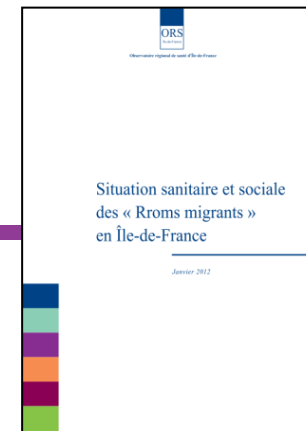 ORS
Île-de-France
Observatoire régional de santé d'Île-de-France
Situation sanitaire et sociale
des « Rroms migrants »
en Île-de-France
Janvier 2012